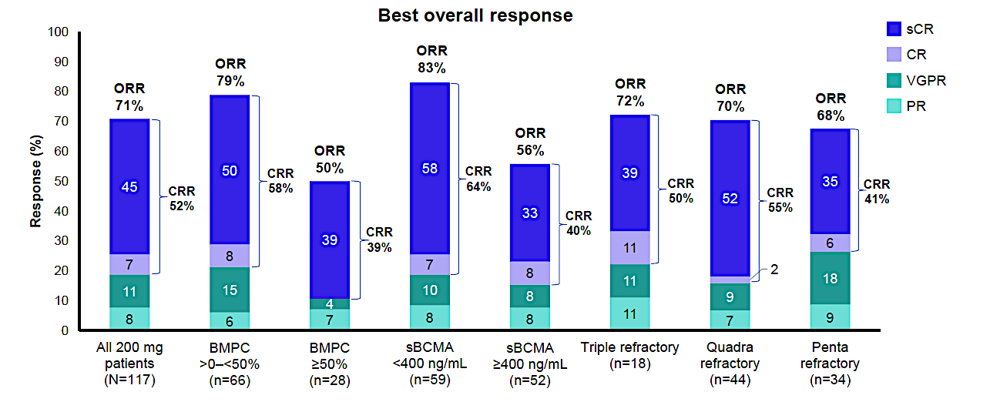 Best overall response
sCR
CR
VGPR
PR
Response (%)
100
90
80
70
60
50
40
30
20
10
0
ORR
71%
45
7
11
8
CRR
52%
All 200 mg
patients
(N=117)
ORR
79%
50
8
15
6
CRR
58%
BMPC
>0–<50%
(n=66)
ORR
50%
39
4
7
CRR
39%
BMPC
≥50%
(n=28)
ORR
83%
58
7
10
8
CRR
64%
sBCMA
<400 ng/mL
(n=59)
ORR
56%
33
8
8
8
CRR
40%
sBCMA
≥400 ng/mL
(n=52)
ORR
72%
39
11
11
11
CRR
50%
Triple refractory
(n=18)
ORR
70%
52
2
9
7
CRR
55%
Quadra
refractory
(n=44)
ORR
68%
35
6
18
9
CRR
41%
Penta
refractory
(n=34)